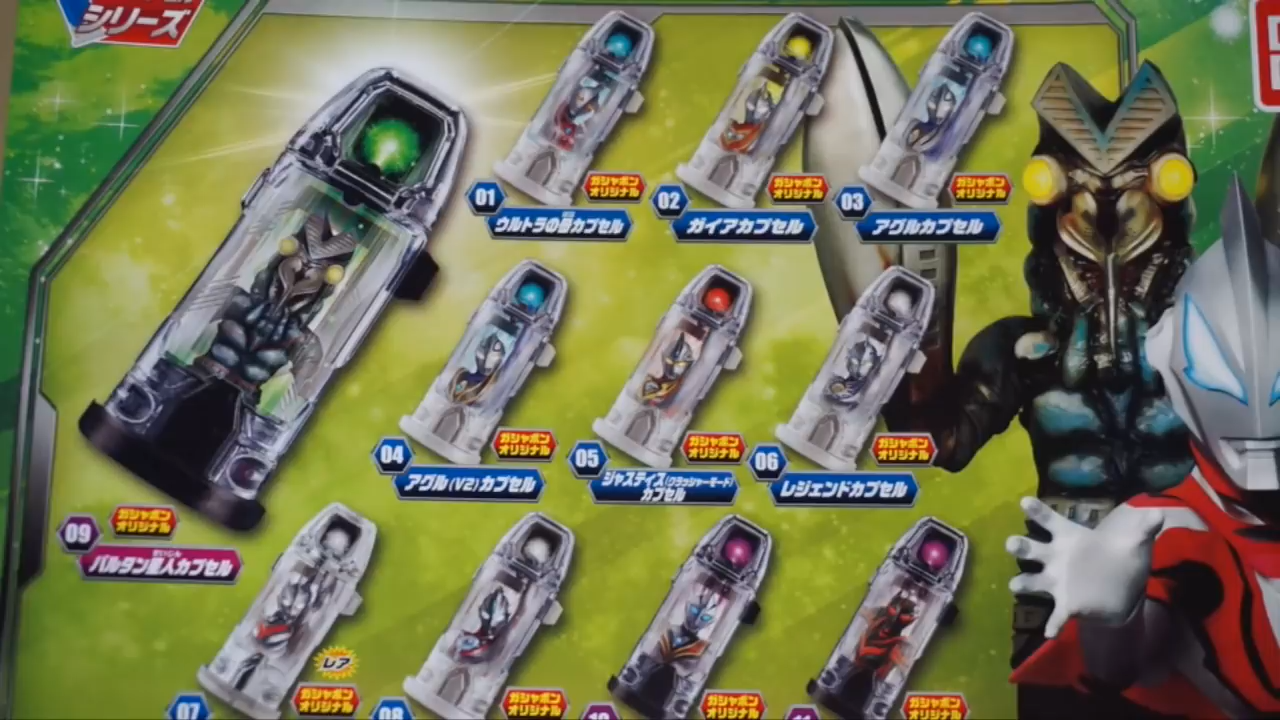 シリーズ
01
ガシャポン
オリジナル
ウルトラの母カプセル
02
ガシャポン
オリジナル
ガイアカプセル
03
ガシャポン
オリジナル
アグルカプセル
04
ガシャポン
オリジナル
アグル(V2)カプセル
05
ガシャポン
オリジナル
ジャスティス(クラッシャーモード)
カプセル
06
ガシャポン
オリジナル
レジェンドカプセル
09
ガシャポン
オリジナル
せいじん
バルタン星人カプセル
レア
07
ガシャポン
オリジナル
08
ガシャポン
オリジナル
10
ガシャポン
オリジナル
11
ガシャポン
オリジナル